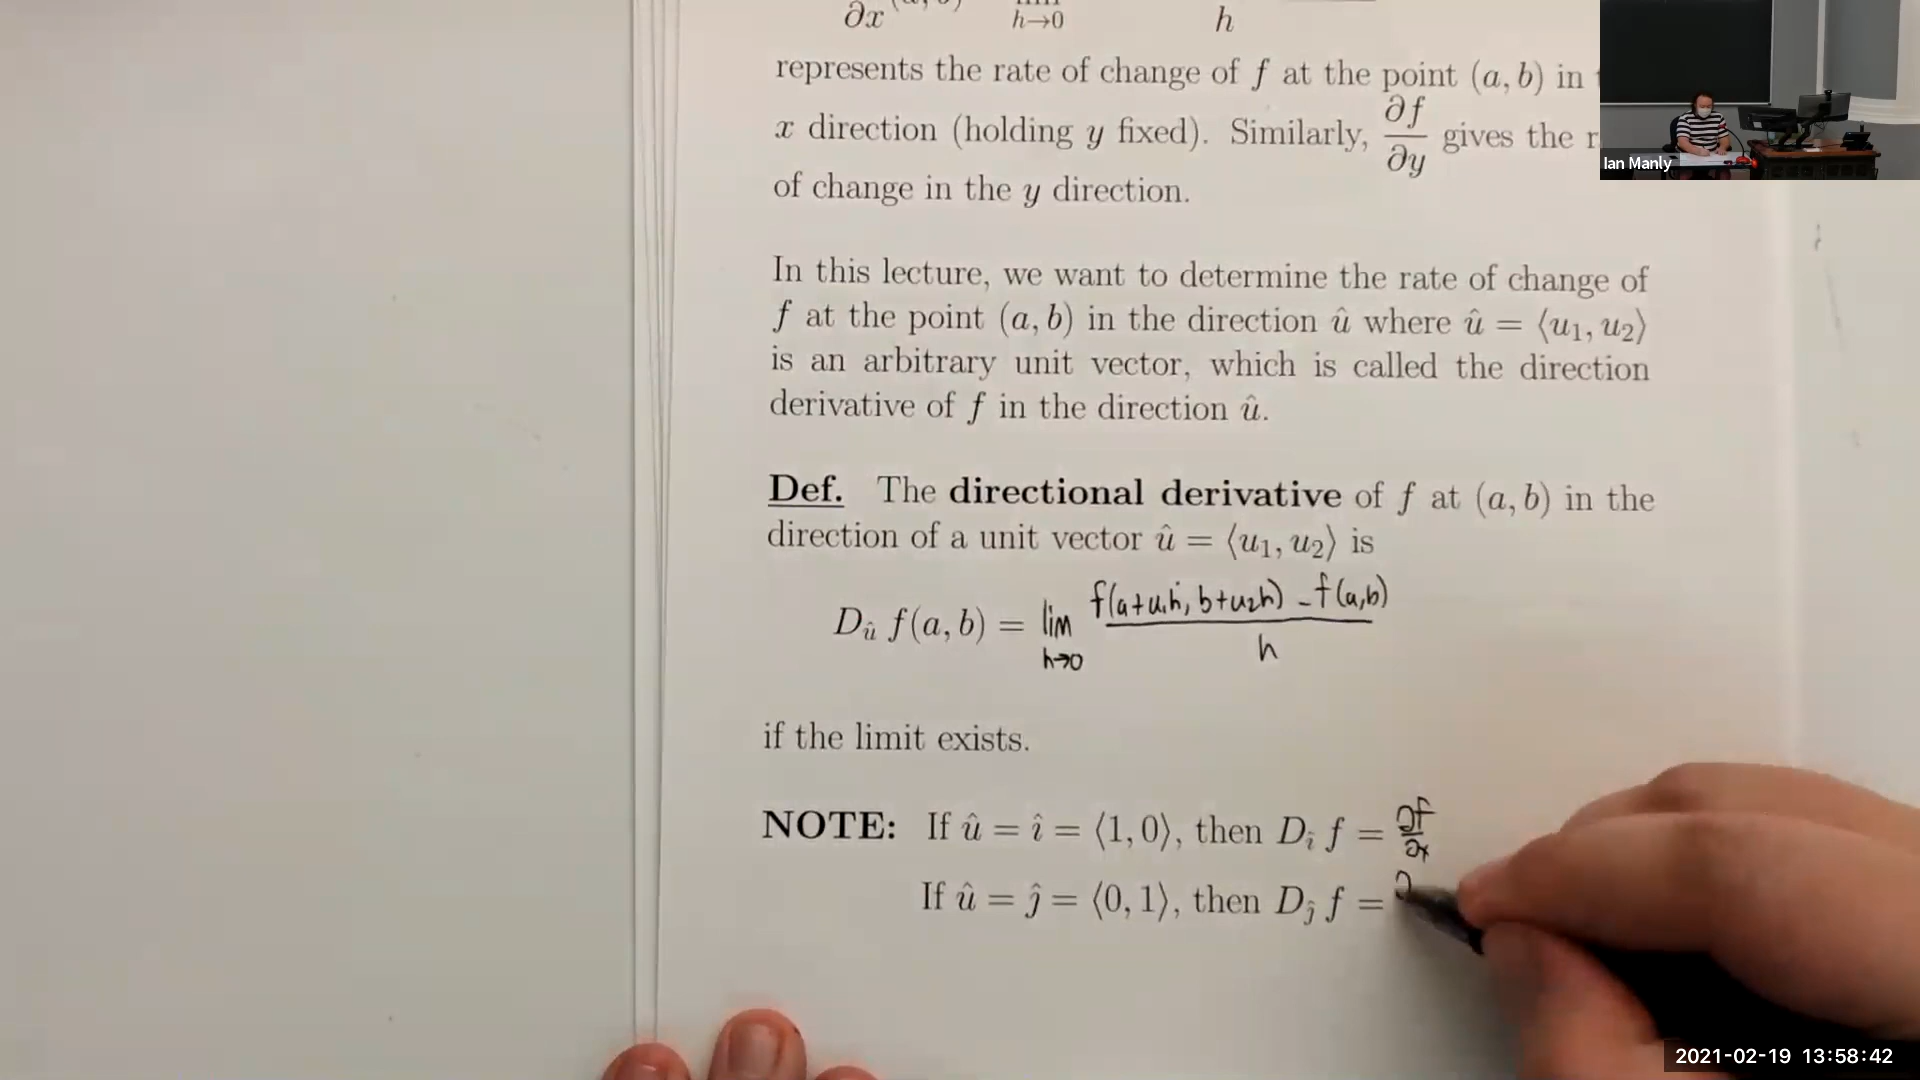 ∂x (a, b) lim h→0 h
represents the rate of change of f at the point (a, b) in
x direction (holding y fixed). Similarly, ∂f/∂y gives the r
of change in the y direction.
In this lecture, we want to determine the rate of change of
f at the point (a, b) in the direction û where û = ⟨u₁, u₂⟩
is an arbitrary unit vector, which is called the direction
derivative of f in the direction û.
Def. The directional derivative of f at (a, b) in the
direction of a unit vector û = ⟨u₁, u₂⟩ is
D_û f(a, b) = lim h→0 (f(a+u₁h, b+u₂h) - f(a,b))/h
if the limit exists.
NOTE: If û = î = ⟨1, 0⟩, then D_î f = ∂f/∂x
If û = ĵ = ⟨0, 1⟩, then D_ĵ f = ∂
Ian Manly
2021-02-19 13:58:42